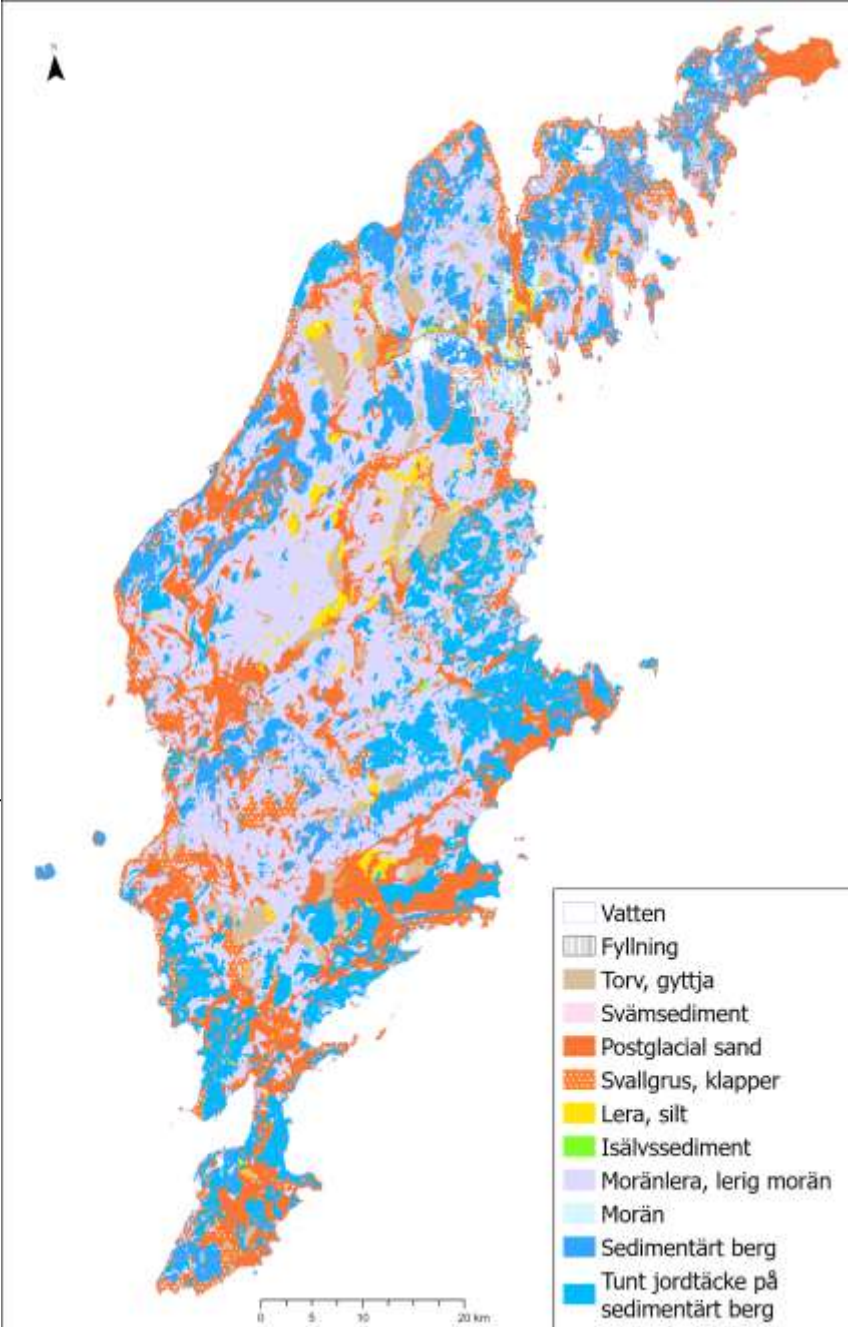 N
Vatten
Fyllning
Torv, gyttja
Svämsediment
Postglacial sand
Svallgrus, klapper
Lera, silt
Isälvssediment
Moränlera, lerig morän
Morän
Sedimentärt berg
Tunt jordtäcke på
sedimentärt berg
0 5 10 20 km